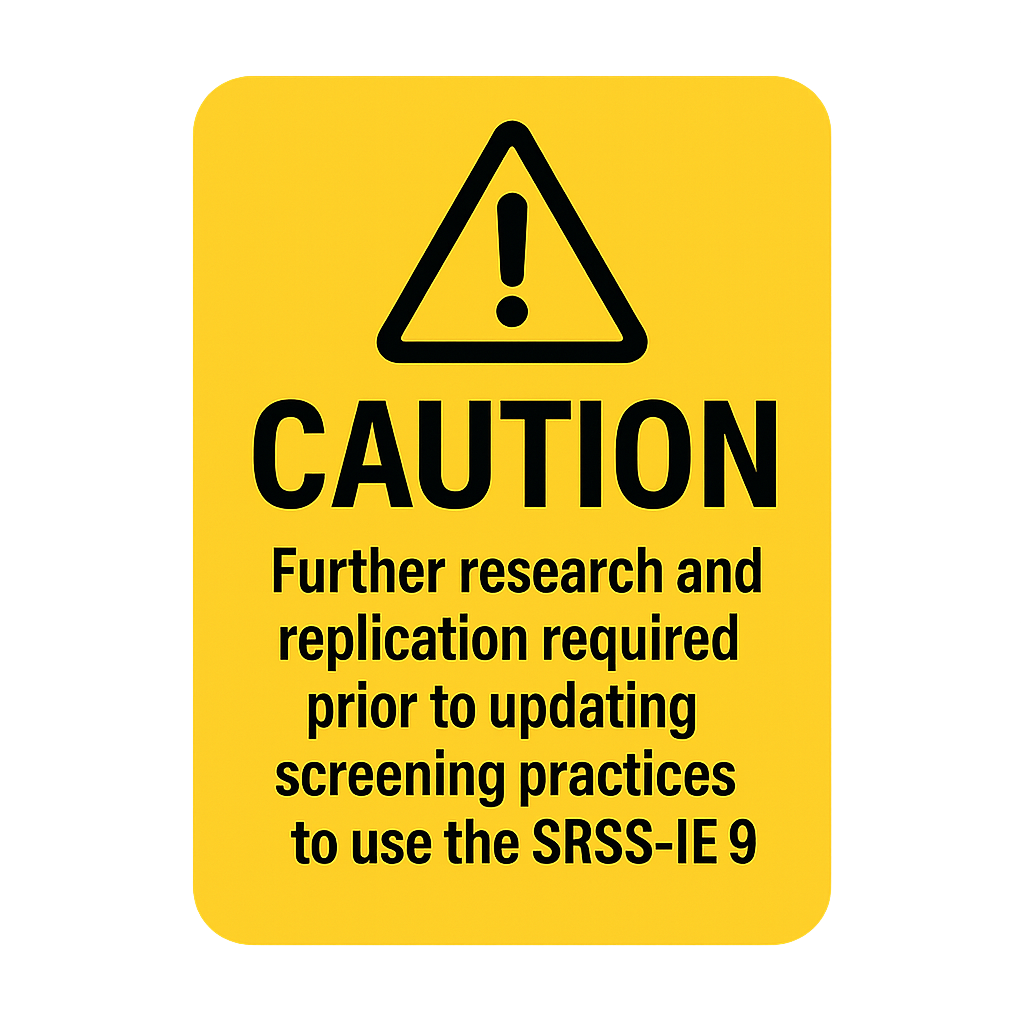 CAUTION
Further research and
replication required
prior to updating
screening practices
to use the SRSS-IE 9